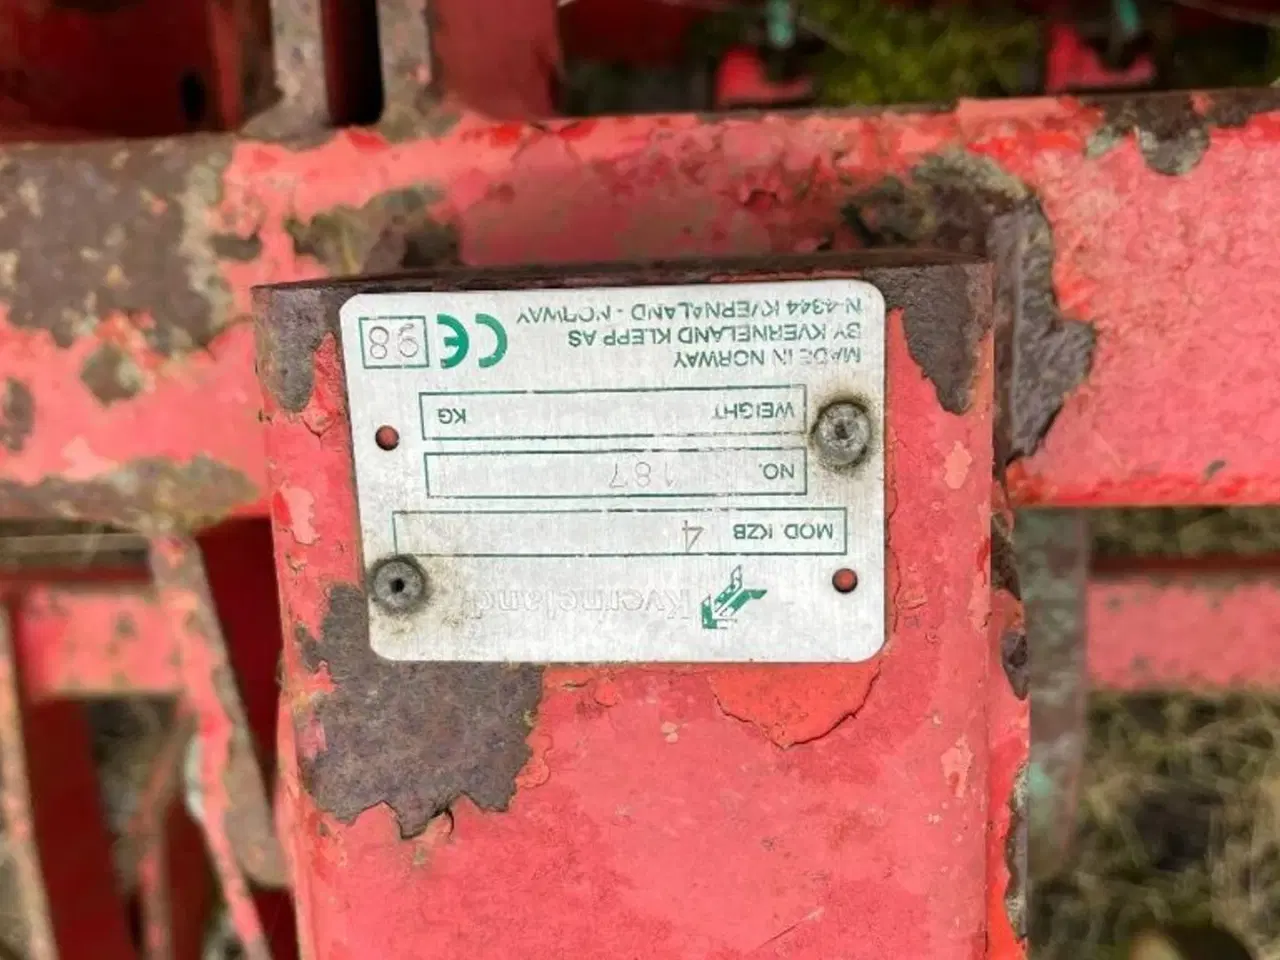 Kverneland
MOD KZB 4
NO. 187
WEIGHT KG
MADE IN NORWAY
BY KVERNELAND KLEPP AS
N-4344 KVERNALAND - NORWAY
CE 98